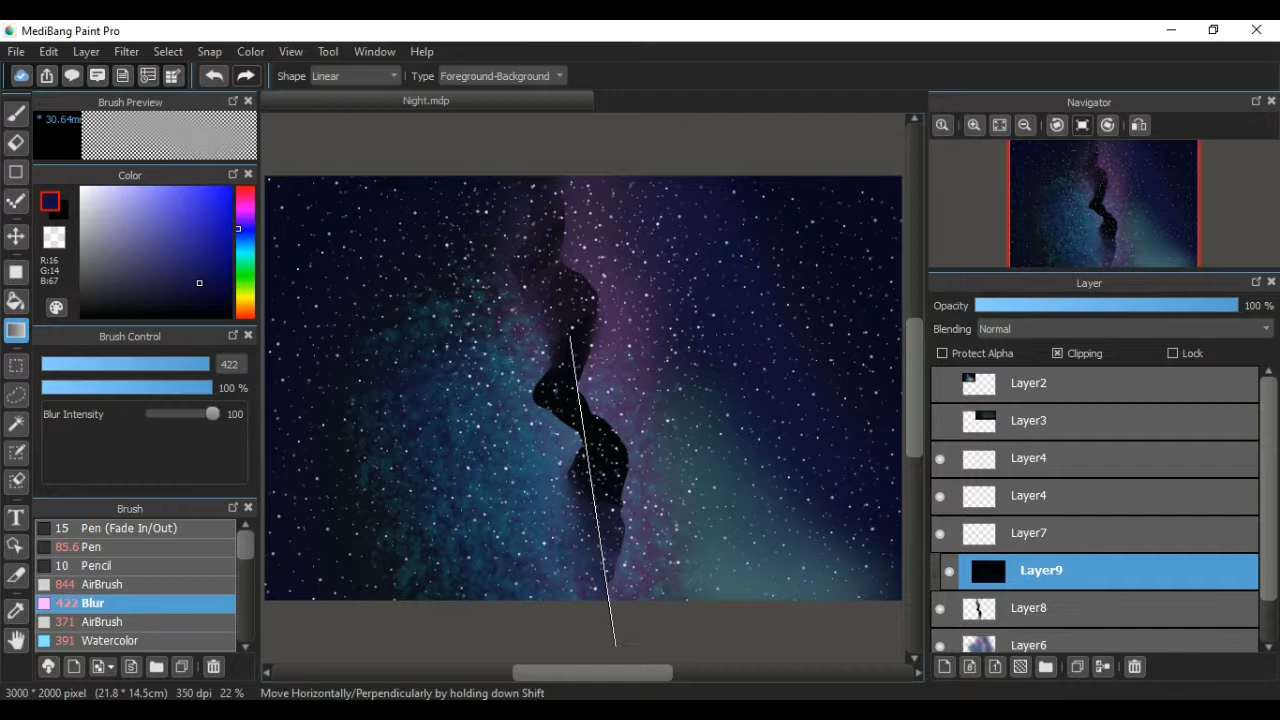 MediBang Paint Pro
File Edit Layer Filter Select Snap Color View Tool Window Help
Shape Linear Type Foreground-Background
Brush Preview
* 30.64m
Color
R:16
G:14
B:67
Brush Control
422
100 %
Blur Intensity 100
Brush
15 Pen (Fade In/Out)
85.6 Pen
10 Pencil
844 AirBrush
422 Blur
371 AirBrush
391 Watercolor
Night.mdp
Navigator
Layer
Opacity 100 %
Blending Normal
Protect Alpha Clipping Lock
Layer2
Layer3
Layer4
Layer4
Layer7
Layer9
Layer8
Layer6
3000 * 2000 pixel (21.8 * 14.5cm) 350 dpi 22 % Move Horizontally/Perpendicularly by holding down Shift